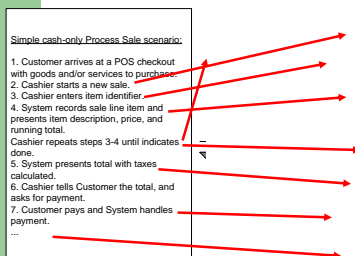 Simple cash-only Process Sale scenario:
1. Customer arrives at a POS checkout
with goods and/or services to purchase.
2. Cashier starts a new sale.
3. Cashier enters item identifier.
4. System records sale line item and
presents item description, price, and
running total.
Cashier repeats steps 3-4 until indicates
done.
5. System presents total with taxes
calculated.
6. Cashier tells Customer the total, and
asks for payment.
7. Customer pays and System handles
payment.
...